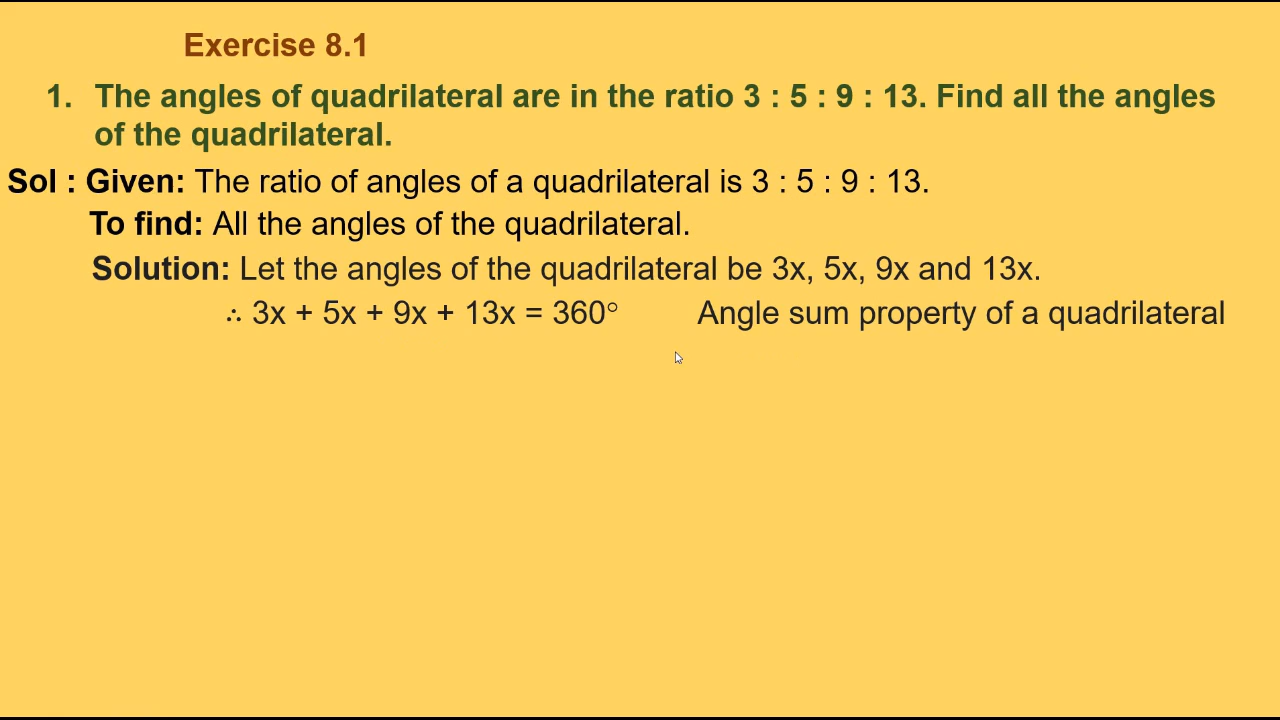 Exercise 8.1
1. The angles of quadrilateral are in the ratio 3 : 5 : 9 : 13. Find all the angles
of the quadrilateral.
Sol : Given: The ratio of angles of a quadrilateral is 3 : 5 : 9 : 13.
To find: All the angles of the quadrilateral.
Solution: Let the angles of the quadrilateral be 3x, 5x, 9x and 13x.
∴ 3x + 5x + 9x + 13x = 360° Angle sum property of a quadrilateral